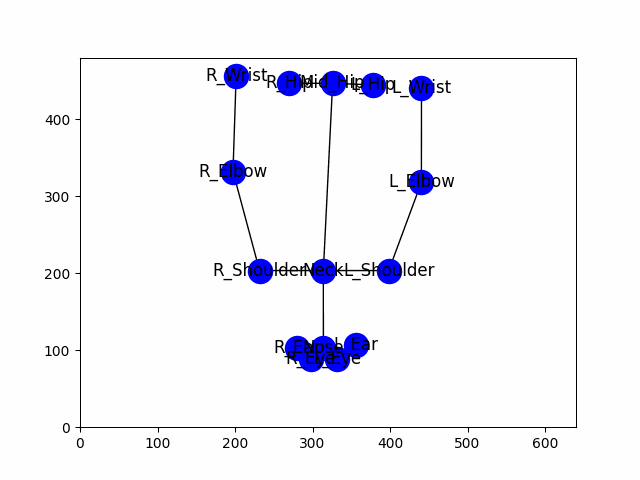 R_Wrist
R_Hip
Mid_Hip
L_Hip
L_Wrist
400
R_Elbow
L_Elbow
300
R_Shoulder
Neck
L_Shoulder
200
R_Ear
Nose
L_Ear
100
R_Eye
L_Eye
0
0 100 200 300 400 500 600